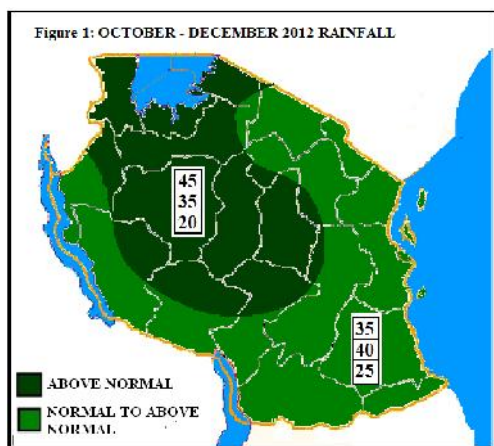 Figure 1: OCTOBER - DECEMBER 2012 RAINFALL
45
35
20
35
40
25
ABOVE NORMAL
NORMAL TO ABOVE
NORMAL